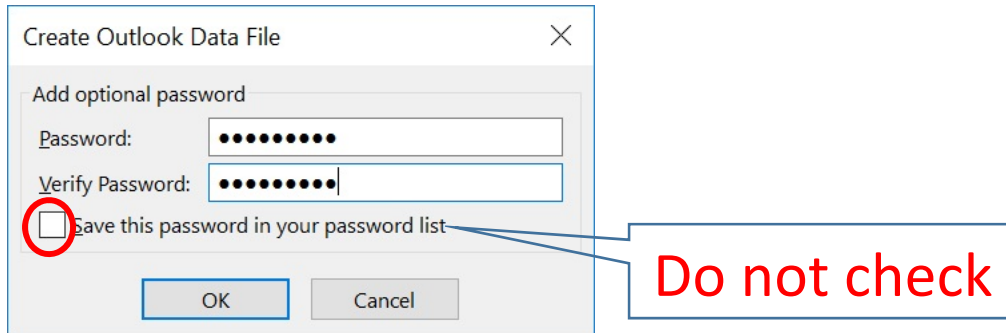 Create Outlook Data File
Add optional password
Password: ●●●●●●●●●
Verify Password: ●●●●●●●●●
Save this password in your password list
Do not check
OK Cancel